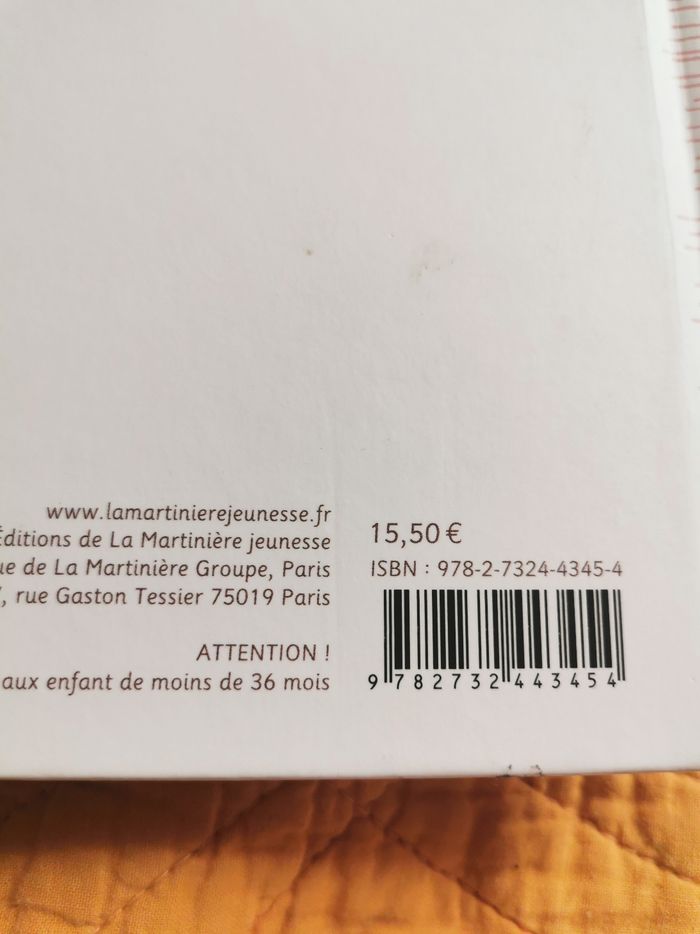 www.lamartinierejeunesse.fr
Éditions de La Martinière jeunesse
de La Martinière Groupe, Paris
, rue Gaston Tessier 75019 Paris
ATTENTION !
aux enfant de moins de 36 mois
15,50 €
ISBN : 978-2-7324-4345-4
9 782732 443454